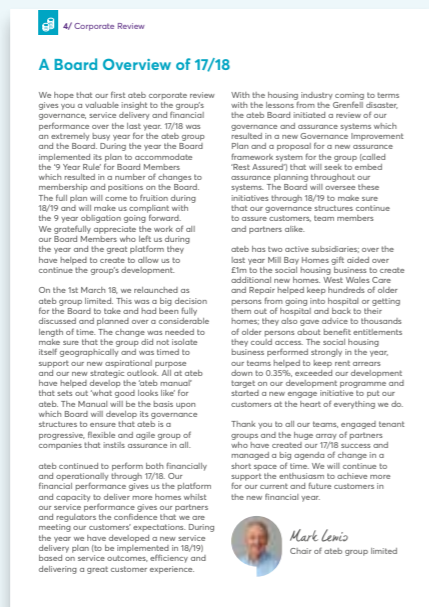 4/ Corporate Review
A Board Overview of 17/18
We hope that our first ateb corporate review
gives you a valuable insight to the group's
governance, service delivery and financial
performance over the last year. 17/18 was
an extremely busy year for the ateb group
and the Board. During the year the Board
implemented its plan to accommodate
the '9 Year Rule' for Board Members
which resulted in a number of changes to
membership and positions on the Board.
The full plan will come to fruition during
18/19 and will make us compliant with
the 9 year obligation going forward.
We gratefully appreciate the work of all
our Board Members who left us during
the year and the great platform they
have helped to create to allow us to
continue the group's development.
On the 1st March 18, we relaunched as
ateb group limited. This was a big decision
for the Board to take and had been fully
discussed and planned over a considerable
length of time. The change was needed to
make sure that the group did not isolate
itself geographically and was timed to
support our new aspirational purpose
and our new strategic outlook. All at ateb
have helped develop the 'ateb manual'
that sets out 'what good looks like' for
ateb. The Manual will be the basis upon
which Board will develop its governance
structures to ensure that ateb is a
progressive, flexible and agile group of
companies that instils assurance in all.
ateb continued to perform both financially
and operationally through 17/18. Our
financial performance gives us the platform
and capacity to deliver more homes whilst
our service performance gives our partners
and regulators the confidence that we are
meeting our customers' expectations. During
the year we have developed a new service
delivery plan (to be implemented in 18/19)
based on service outcomes, efficiency and
delivering a great customer experience.
With the housing industry coming to terms
with the lessons from the Grenfell disaster,
the ateb Board initiated a review of our
governance and assurance systems which
resulted in a new Governance Improvement
Plan and a proposal for a new assurance
framework system for the group (called
'Rest Assured') that will seek to embed
assurance planning throughout our
systems. The Board will oversee these
initiatives through 18/19 to make sure
that our governance structures continue
to assure customers, team members
and partners alike.
ateb has two active subsidiaries; over the
last year Mill Bay Homes gift aided over
£1m to the social housing business to create
additional new homes. West Wales Care
and Repair helped keep hundreds of older
persons from going into hospital or getting
them out of hospital and back to their
homes; they also gave advice to thousands
of older persons about benefit entitlements
they could access. The social housing
business performed strongly in the year,
our teams helped to keep rent arrears
down to 0.35%, exceeded our development
target on our development programme and
started a new engage initiative to put our
customers at the heart of everything we do.
Thank you to all our teams, engaged tenant
groups and the huge array of partners
who have created our 17/18 success and
managed a big agenda of change in a
short space of time. We will continue to
support the enthusiasm to achieve more
for our current and future customers in
the new financial year.
Mark Lewis
Chair of ateb group limited